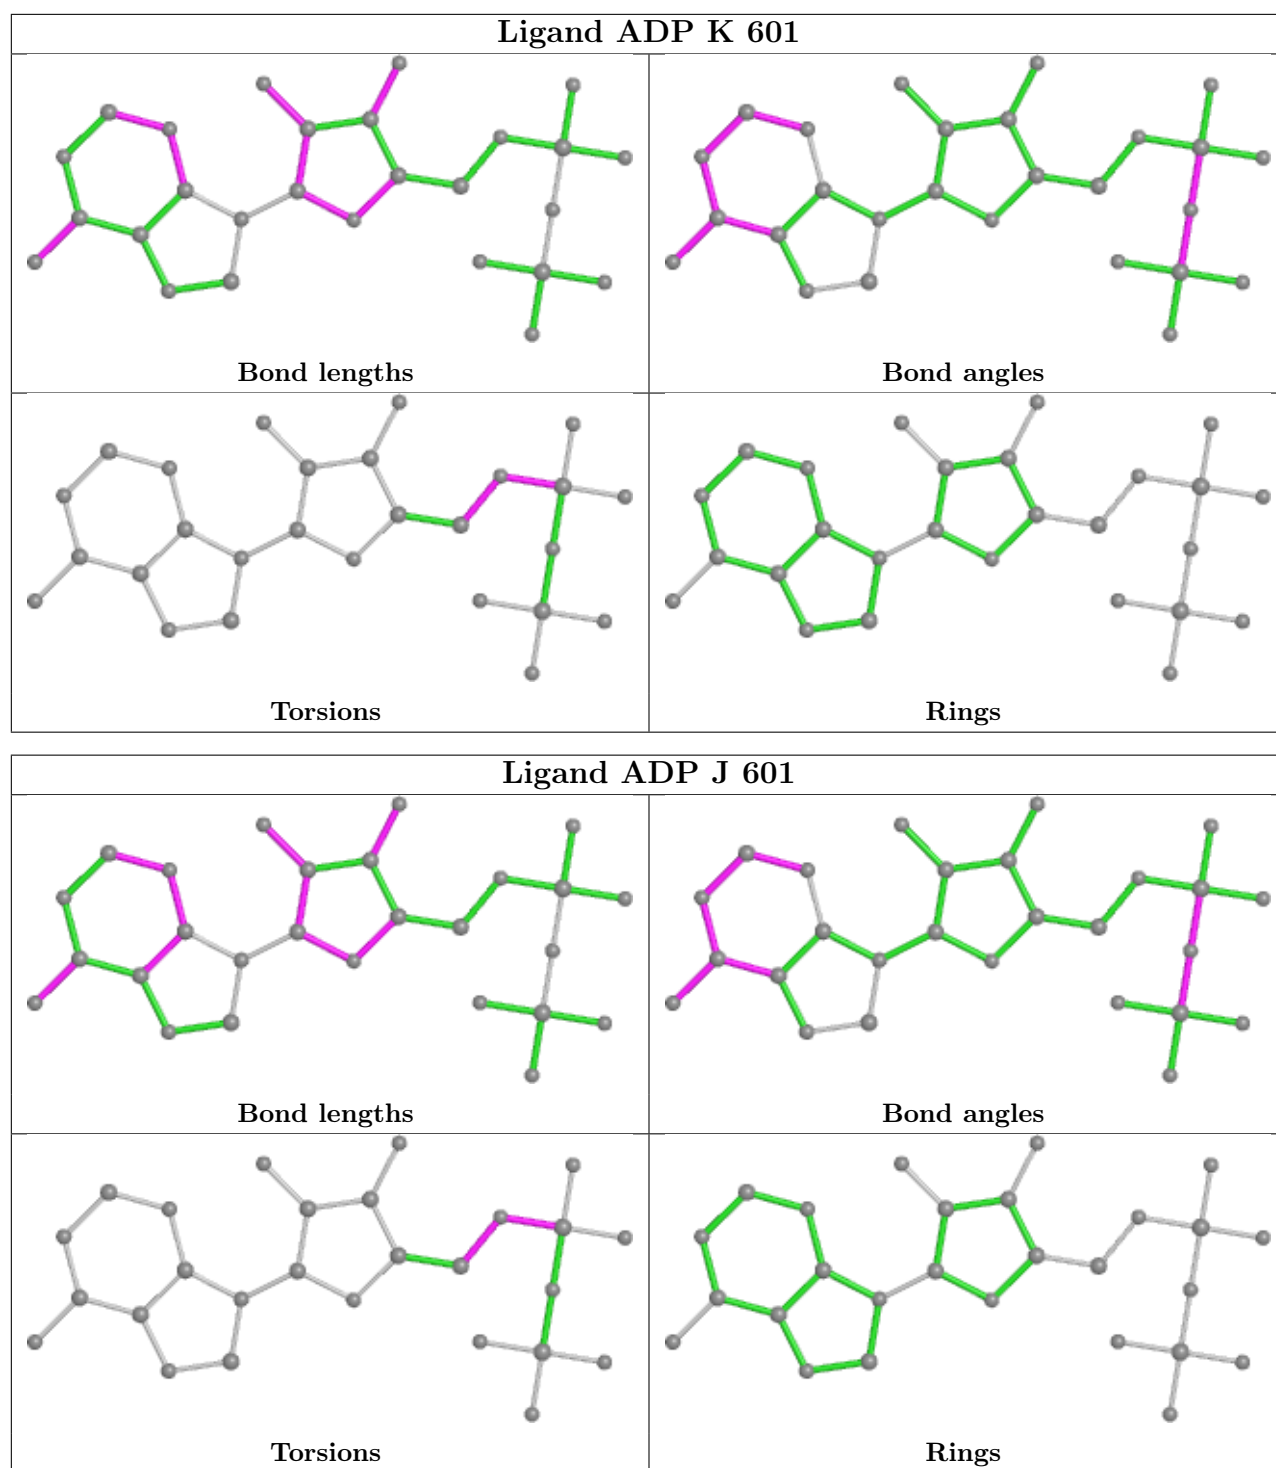 Ligand ADP K 601
Bond lengths
Bond angles
Torsions
Rings
Ligand ADP J 601
Bond lengths
Bond angles
Torsions
Rings